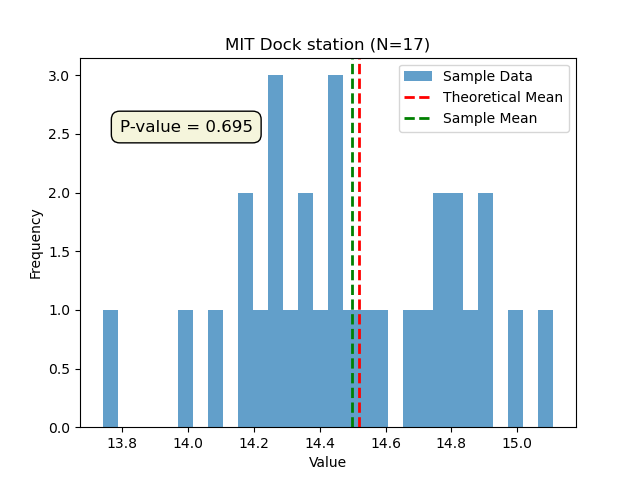 MIT Dock station (N=17)
3.0
2.5
2.0
1.5
1.0
0.5
0.0
Frequency
P-value = 0.695
Sample Data
Theoretical Mean
Sample Mean
13.8 14.0 14.2 14.4 14.6 14.8 15.0
Value